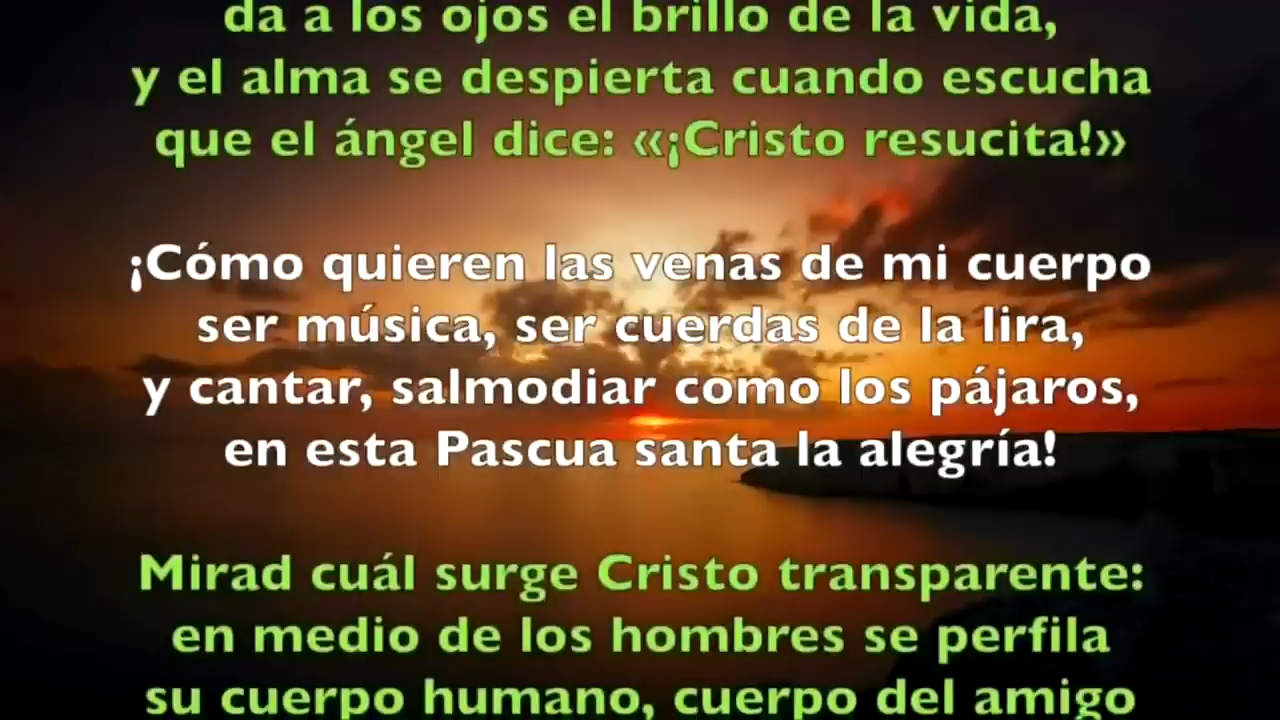 da a los ojos el brillo de la vida,
y el alma se despierta cuando escucha
que el ángel dice: «¡Cristo resucita!»
¡Cómo quieren las venas de mi cuerpo
ser música, ser cuerdas de la lira,
y cantar, salmodiar como los pájaros,
en esta Pascua santa la alegría!
Mirad cuál surge Cristo transparente:
en medio de los hombres se perfila
su cuerpo humano, cuerpo del amigo